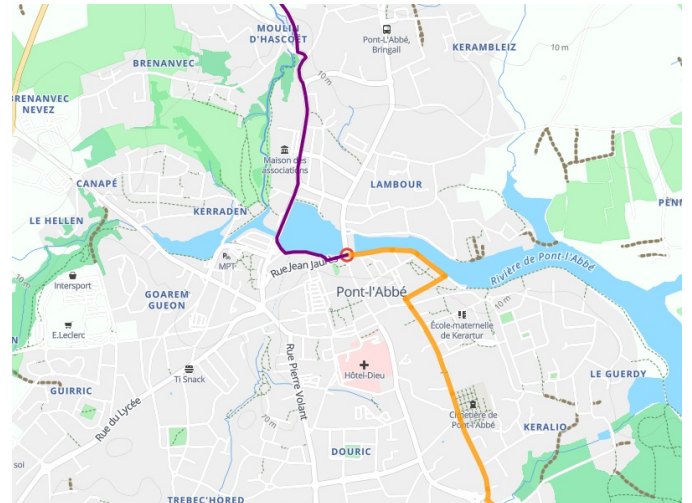 MOULIN
D'HASCOËT
Pont-L'Abbé,
Bringall
KERAMBLEIZ
10 m
BRENANVEC
10 m
BRENANVEC
NEVEZ
Maison des
associations
CANAPÉ
LAMBOUR
LE HELLEN
KERRADEN
PENN
Rivière de Pont-l'Abbé
MPT
Rue Jean Jaurès
Intersport
10 m
GOAREM
GUEON
Pont-l'Abbé
10 m
École maternelle
de Kerartur
E.Leclerc
Rue Pierre Volant
Hôtel-Dieu
Ti Snack
LE GUERDY
GUIRRIC
Rue du Lycée
10 m
Cimetière de
Pont-l'Abbé
KERALIO
DOURIC
soi
TREBEC'HORED